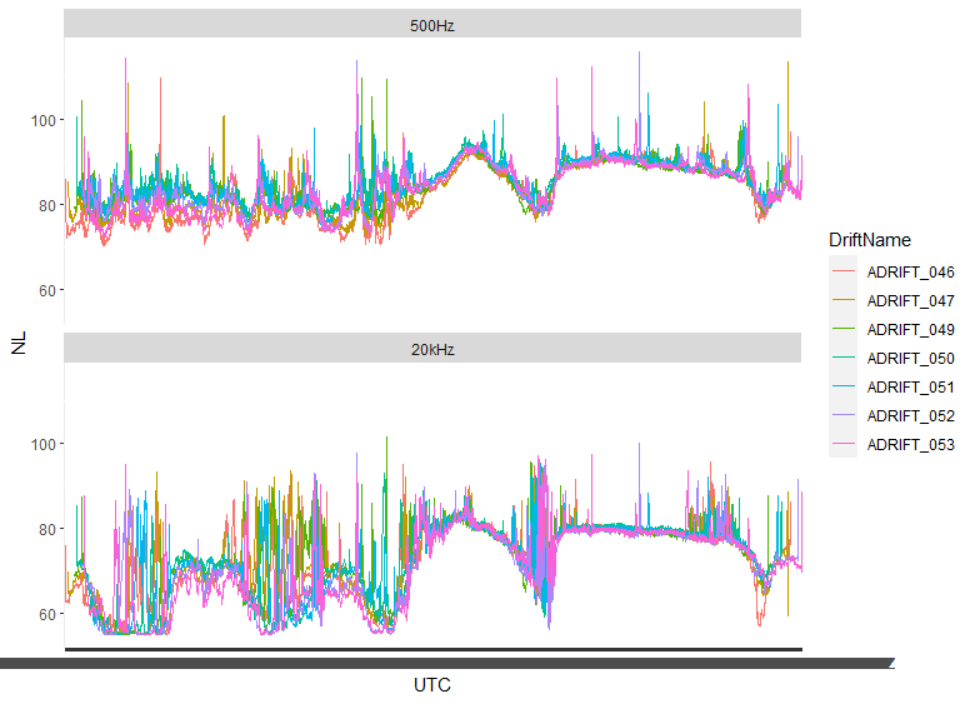 500Hz
100
80
60
NL
20kHz
100
80
60
UTC
DriftName
ADRIFT_046
ADRIFT_047
ADRIFT_049
ADRIFT_050
ADRIFT_051
ADRIFT_052
ADRIFT_053